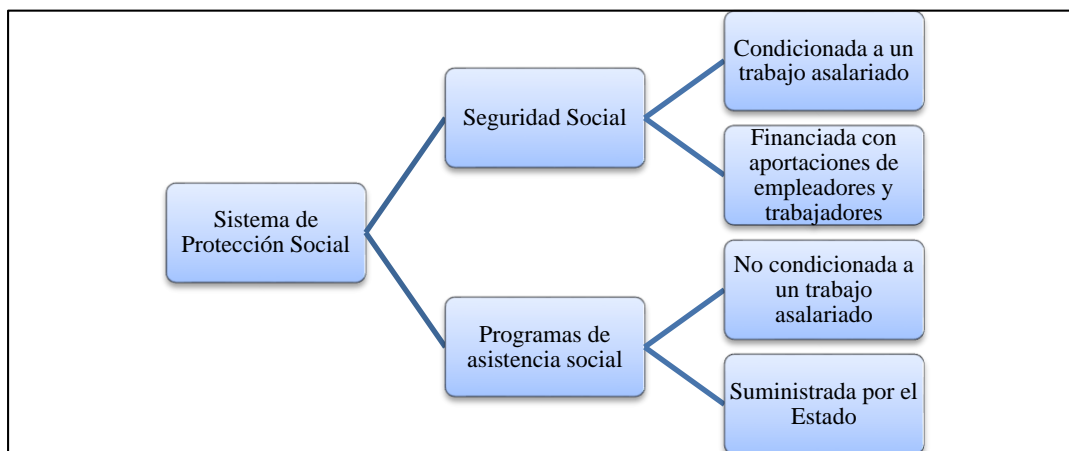 Sistema de
Protección Social
Seguridad Social
Condicionada a un
trabajo asalariado
Financiada con
aportaciones de
empleadores y
trabajadores
Programas de
asistencia social
No condicionada a
un trabajo
asalariado
Suministrada por el
Estado